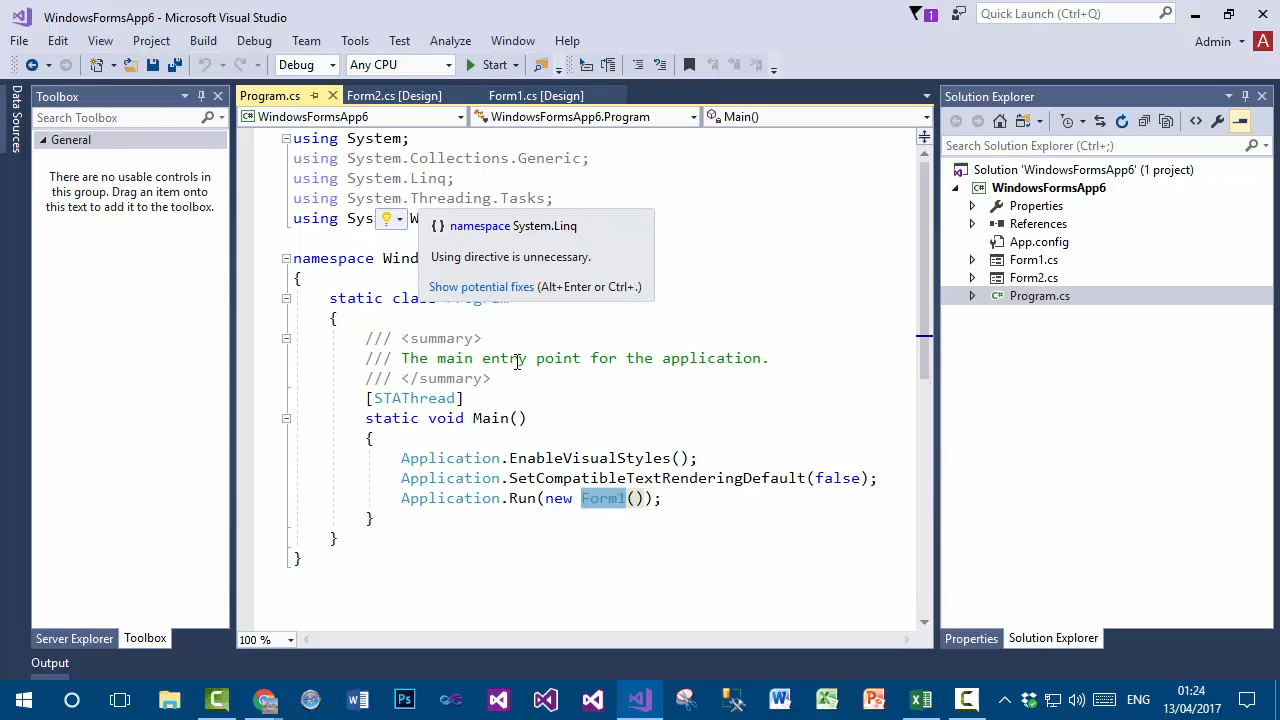 WindowsFormsApp6 - Microsoft Visual Studio
1
Quick Launch (Ctrl+Q)
File Edit View Project Build Debug Team Tools Test Analyze Window Help
Admin A
Debug Any CPU Start
Data Sources
Toolbox
Search Toolbox
General
There are no usable controls in
this group. Drag an item onto
this text to add it to the toolbox.
Server Explorer Toolbox
Program.cs Form2.cs [Design] Form1.cs [Design]
WindowsFormsApp6 WindowsFormsApp6.Program Main()
using System;
using System.Collections.Generic;
using System.Linq;
using System.Threading.Tasks;
using Sys W
{ } namespace System.Linq
Using directive is unnecessary.
Show potential fixes (Alt+Enter or Ctrl+.)
namespace Wind
{
static class Program
{
/// <summary>
/// The main entry point for the application.
/// </summary>
[STAThread]
static void Main()
{
Application.EnableVisualStyles();
Application.SetCompatibleTextRenderingDefault(false);
Application.Run(new Form1());
}
}
}
100 %
Solution Explorer
Search Solution Explorer (Ctrl+;)
Solution 'WindowsFormsApp6' (1 project)
C# WindowsFormsApp6
Properties
References
App.config
Form1.cs
Form2.cs
C# Program.cs
Properties Solution Explorer
Output
ENG
01:24
13/04/2017